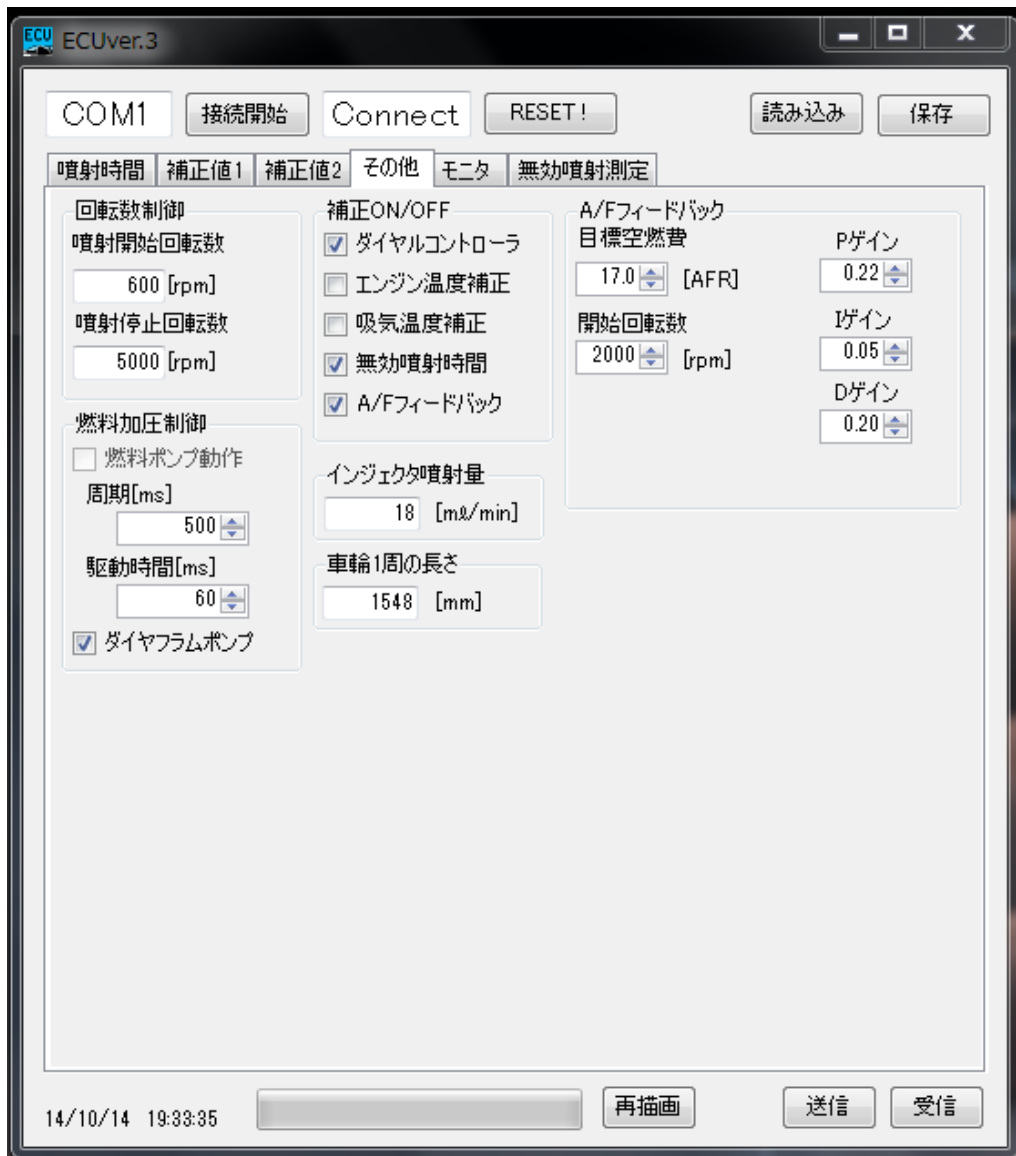 ECU ECUver.3
COM1 接続開始 Connect RESET! 読み込み 保存
噴射時間 補正値1 補正値2 その他 モニタ 無効噴射測定
回転数制御
噴射開始回転数
600 [rpm]
噴射停止回転数
5000 [rpm]
燃料加圧制御
燃料ポンプ動作
周期[ms]
500
駆動時間[ms]
60
ダイヤフラムポンプ
補正ON/OFF
ダイヤルコントローラ
エンジン温度補正
吸気温度補正
無効噴射時間
A/Fフィードバック
インジェクタ噴射量
18 [mℓ/min]
車輪1周の長さ
1548 [mm]
A/Fフィードバック
目標空燃費
17.0 [AFR]
開始回転数
2000 [rpm]
Pゲイン
0.22
Iゲイン
0.05
Dゲイン
0.20
14/10/14 19:33:35 再描画 送信 受信